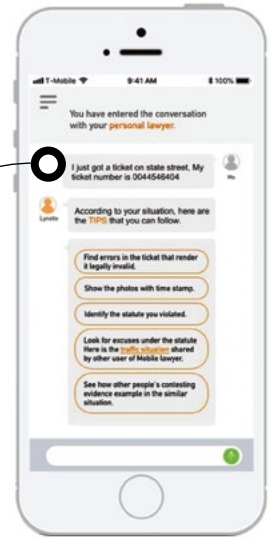 T-Mobile 9:41 AM 100%
You have entered the conversation
with your personal lawyer.
I just got a ticket on state street, My
ticket number is 0044546404
Me
Lynette
According to your situation, here are
the TIPS that you can follow.
Find errors in the ticket that render
it legally invalid.
Show the photos with time stamp.
Identify the statute you violated.
Look for excuses under the statute
Here is the traffic situation shared
by other user of Mobile lawyer.
See how other people's contesting
evidence example in the similar
situation.